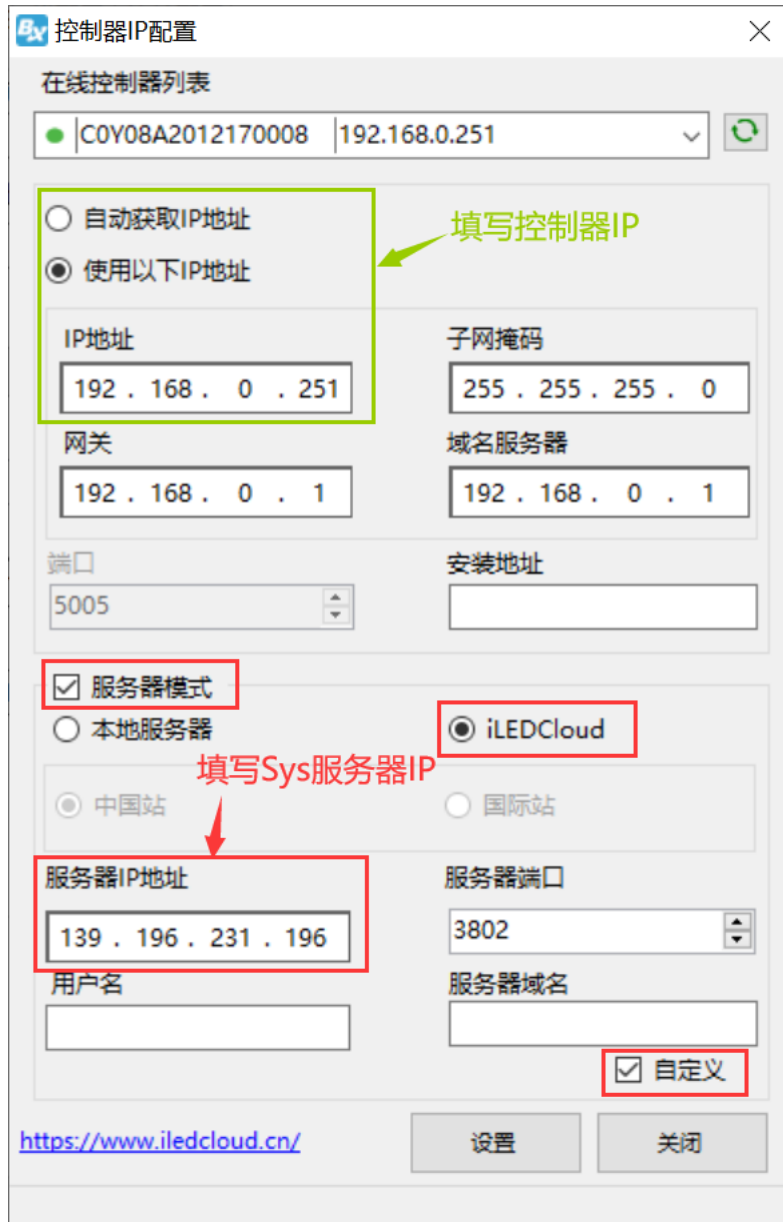 BX 控制器IP配置
在线控制器列表
C0Y08A2012170008 192.168.0.251
自动获取IP地址
填写控制器IP
使用以下IP地址
IP地址 子网掩码
192 . 168 . 0 . 251 255 . 255 . 255 . 0
网关 域名服务器
192 . 168 . 0 . 1 192 . 168 . 0 . 1
端口 安装地址
5005
服务器模式
本地服务器 iLEDCloud
填写Sys服务器IP
中国站 国际站
服务器IP地址 服务器端口
139 . 196 . 231 . 196 3802
用户名 服务器域名
自定义
https://www.iledcloud.cn/ 设置 关闭